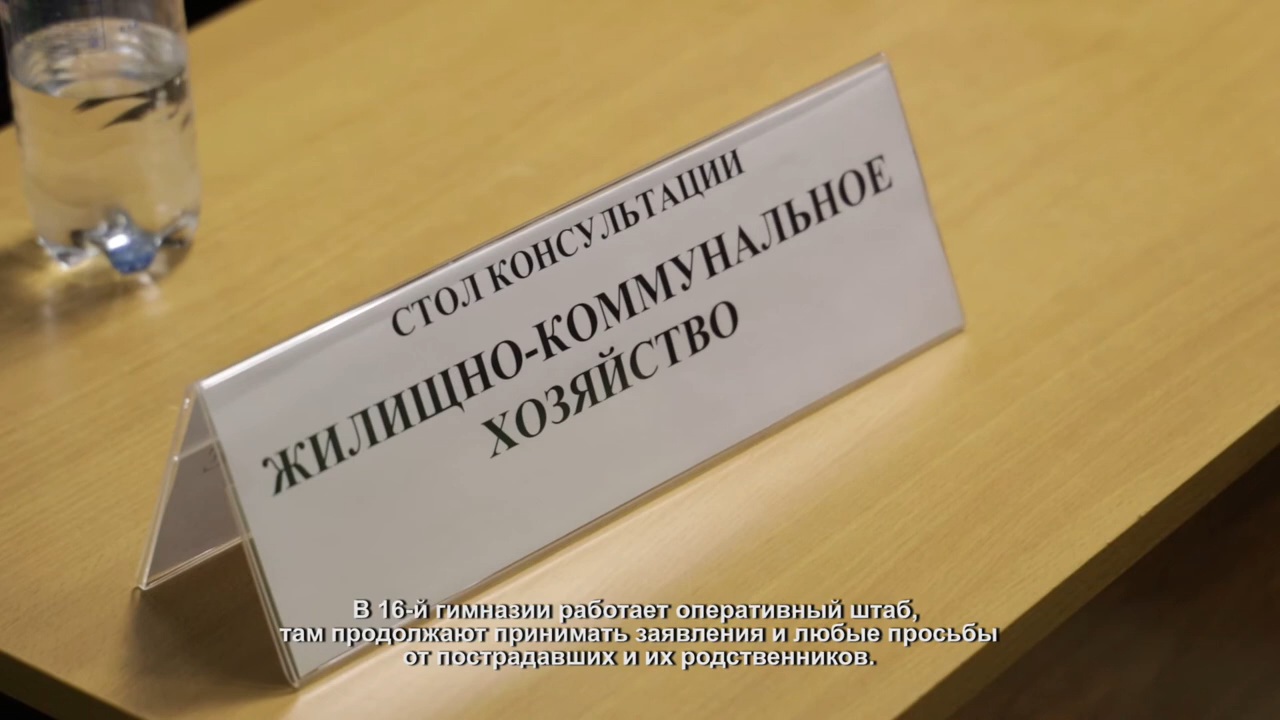 СТОЛ КОНСУЛЬТАЦИИ
ЖИЛИЩНО-КОММУНАЛЬНОЕ
ХОЗЯЙСТВО
В 16-й гимназии работает оперативный штаб,
там продолжают принимать заявления и любые просьбы
от пострадавших и их родственников.